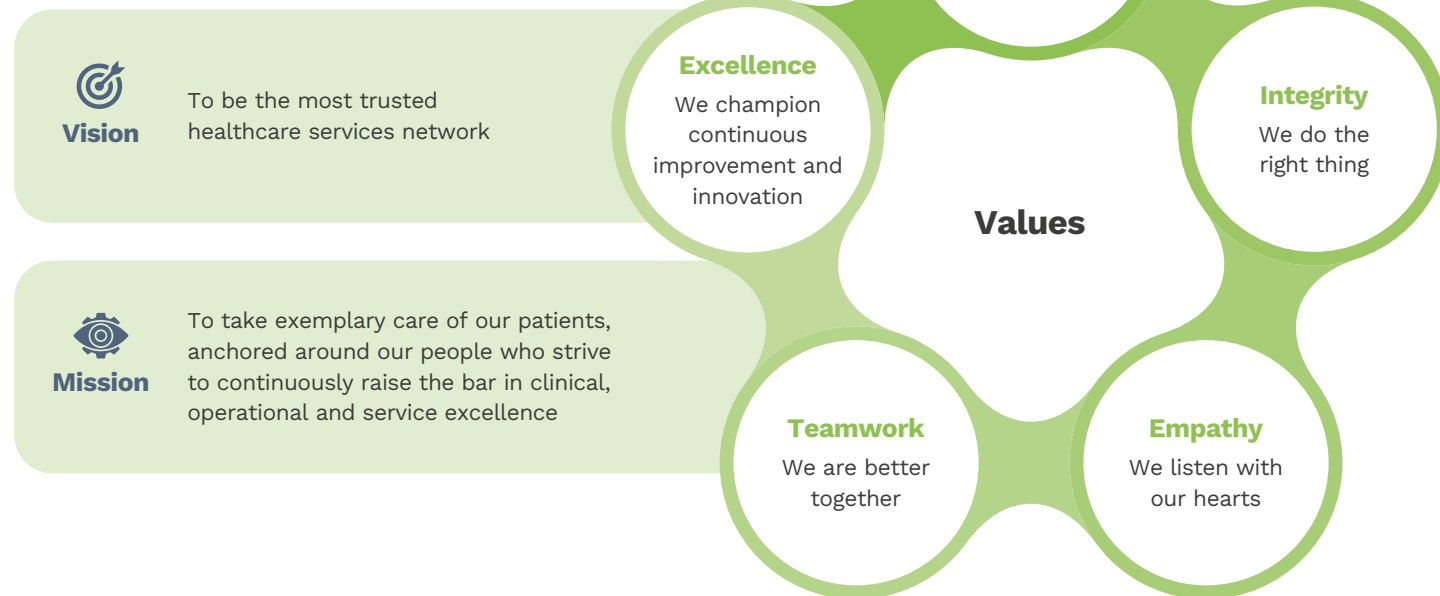 Vision
To be the most trusted
healthcare services network
Mission
To take exemplary care of our patients,
anchored around our people who strive
to continuously raise the bar in clinical,
operational and service excellence
Values
Excellence
We champion
continuous
improvement and
innovation
Integrity
We do the
right thing
Teamwork
We are better
together
Empathy
We listen with
our hearts